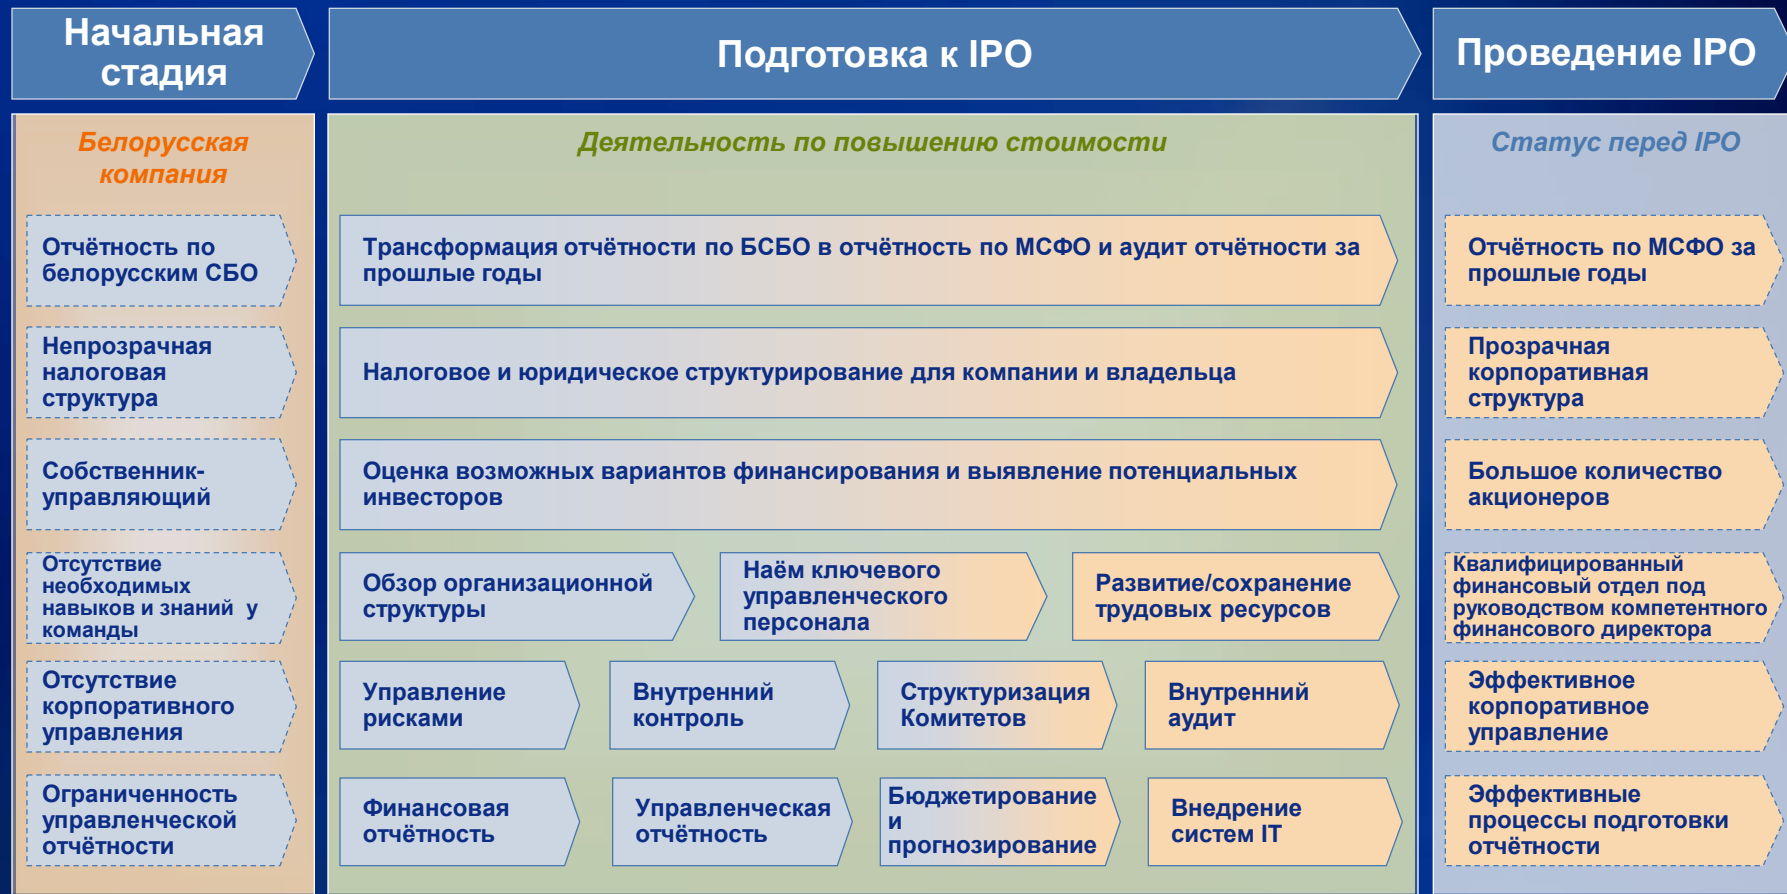 Начальная
стадия
Подготовка к IPO
Проведение IPO
Белорусская
компания
Деятельность по повышению стоимости
Статус перед IPO
Отчётность по
белорусским СБО
Трансформация отчётности по БСБО в отчётность по МСФО и аудит отчётности за
прошлые годы
Отчётность по МСФО за
прошлые годы
Непрозрачная
налоговая
структура
Налоговое и юридическое структурирование для компании и владельца
Прозрачная
корпоративная
структура
Собственник-
управляющий
Оценка возможных вариантов финансирования и выявление потенциальных
инвесторов
Большое количество
акционеров
Отсутствие
необходимых
навыков и знаний у
команды
Обзор организационной
структуры
Наём ключевого
управленческого
персонала
Развитие/сохранение
трудовых ресурсов
Квалифицированный
финансовый отдел под
руководством компетентного
финансового директора
Отсутствие
корпоративного
управления
Управление
рисками
Внутренний
контроль
Структуризация
Комитетов
Внутренний
аудит
Эффективное
корпоративное
управление
Ограниченность
управленческой
отчётности
Финансовая
отчётность
Управленческая
отчётность
Бюджетирование
и
прогнозирование
Внедрение
систем IT
Эффективные
процессы подготовки
отчётности